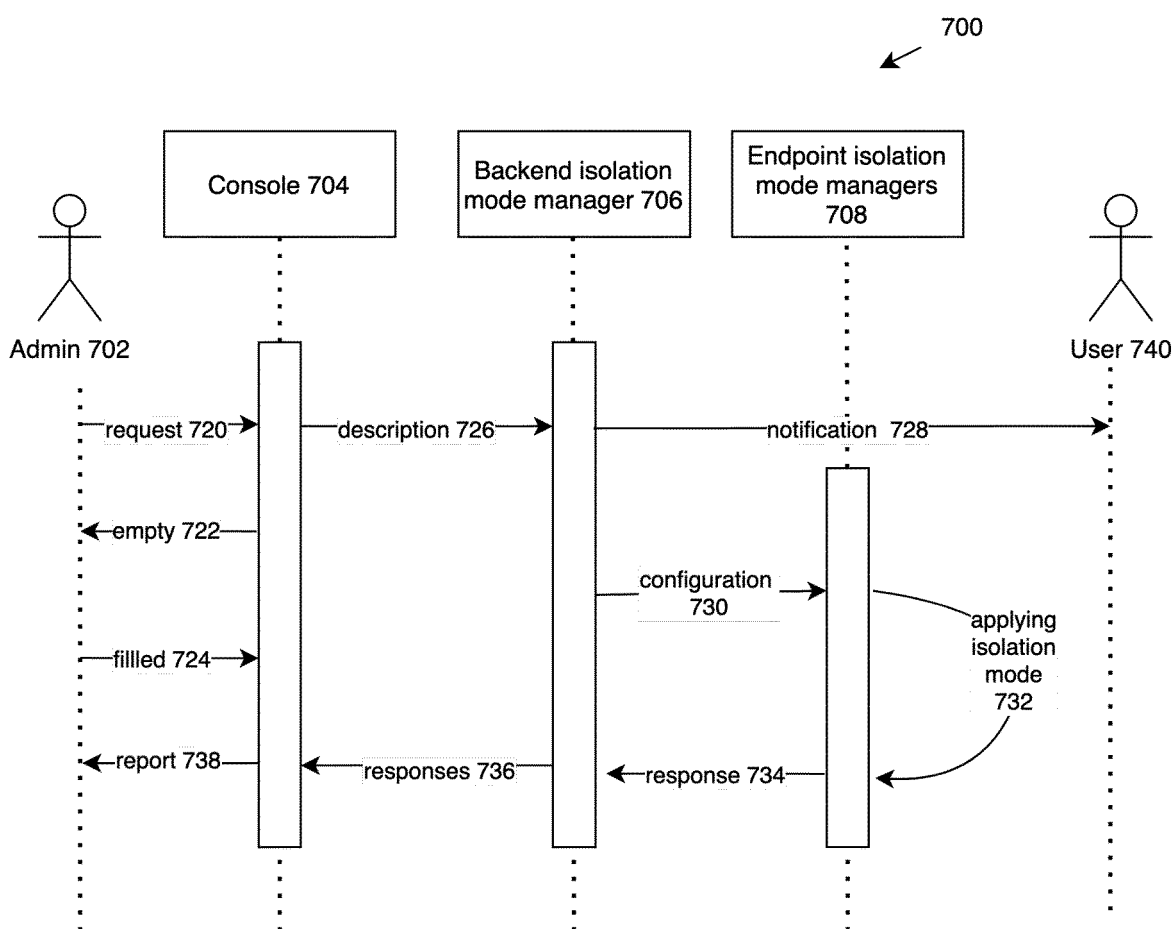 700
Console 704
Backend isolation
mode manager 706
Endpoint isolation
mode managers
708
Admin 702
User 740
request 720
description 726
notification 728
empty 722
configuration
730
applying
isolation
mode
732
fillled 724
report 738
responses 736
response 734